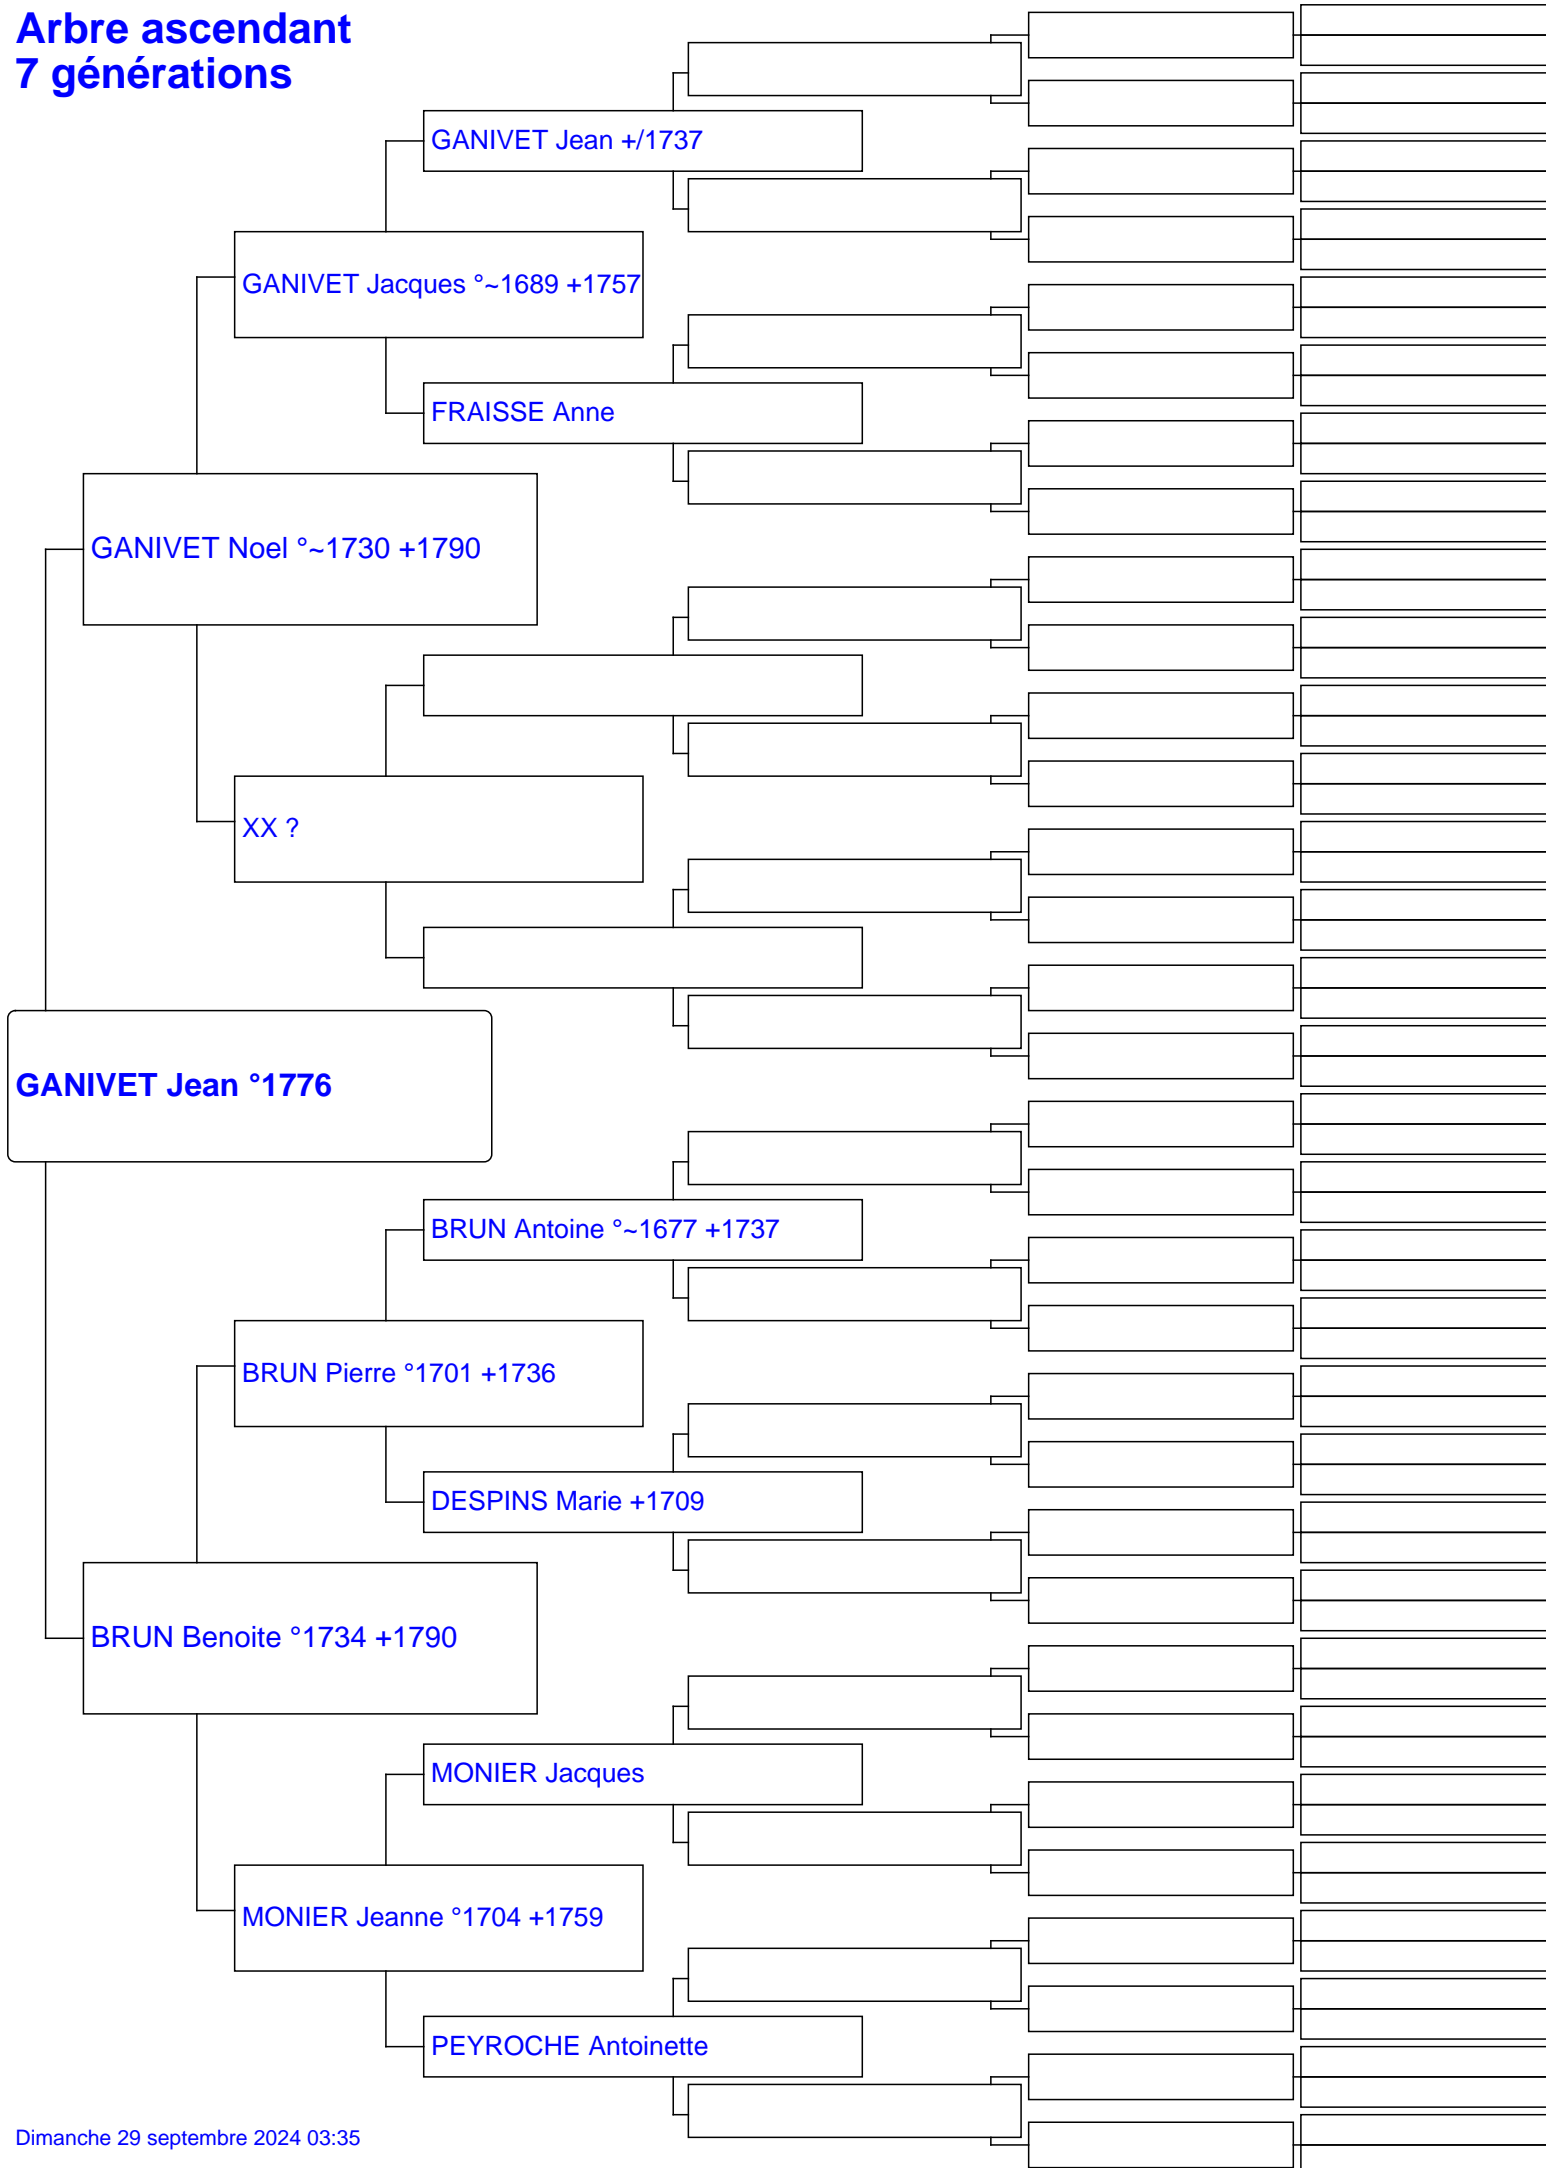 Arbre ascendant
7 générations
GANIVET Jean +/1737
GANIVET Jacques °~1689 +1757
FRAISSE Anne
GANIVET Noel °~1730 +1790
XX ?
GANIVET Jean °1776
BRUN Antoine °~1677 +1737
BRUN Pierre °1701 +1736
DESPINS Marie +1709
BRUN Benoite °1734 +1790
MONIER Jacques
MONIER Jeanne °1704 +1759
PEYROCHE Antoinette
Dimanche 29 septembre 2024 03:35